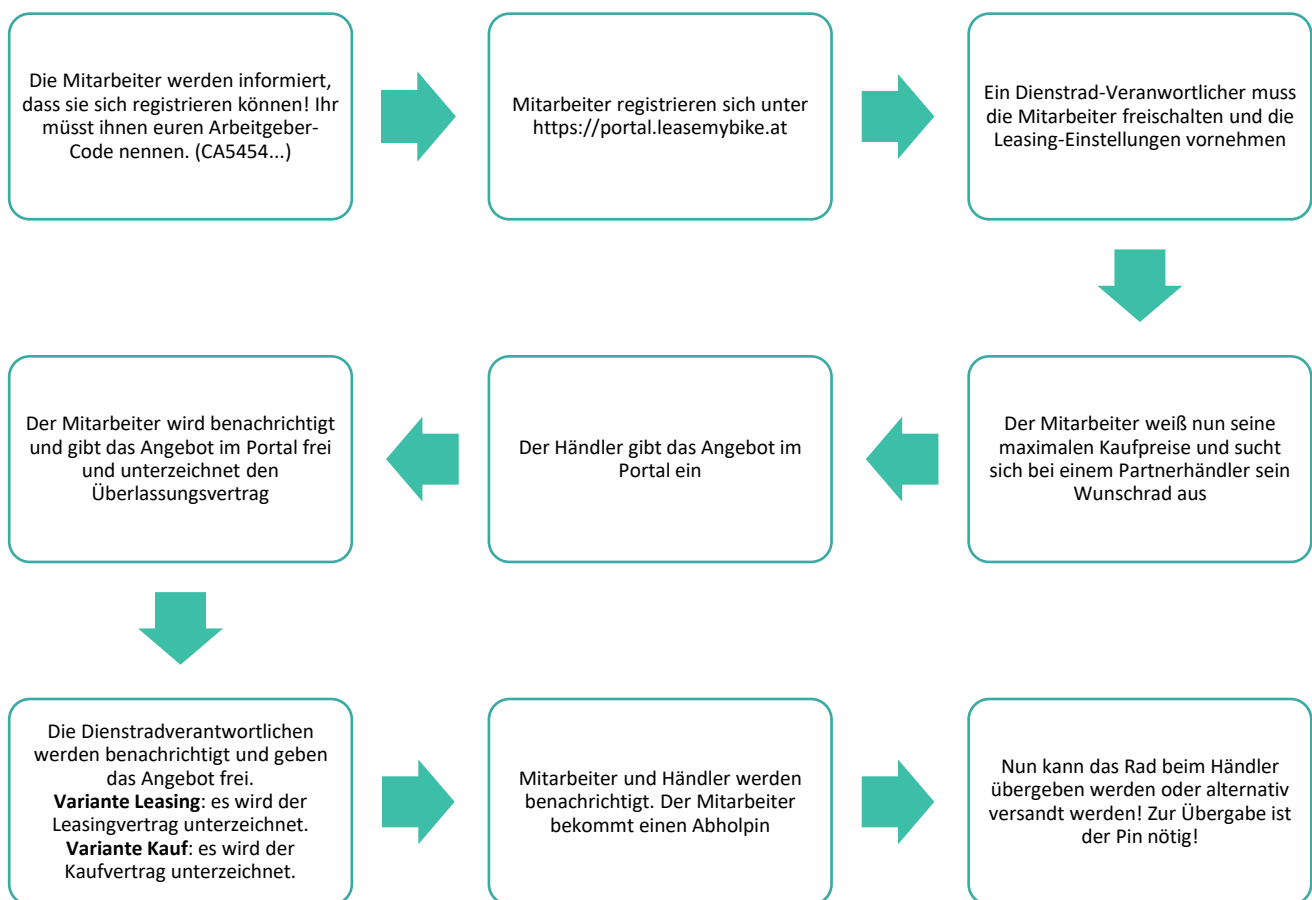 Die Mitarbeiter werden informiert,
dass sie sich registrieren können! Ihr
müsst ihnen euren Arbeitgeber-
Code nennen. (CA5454...)
Mitarbeiter registrieren sich unter
https://portal.leasemybike.at
Ein Dienstrad-Veranwortlicher muss
die Mitarbeiter freischalten und die
Leasing-Einstellungen vornehmen
Der Mitarbeiter weiß nun seine
maximalen Kaufpreise und sucht
sich bei einem Partnerhändler sein
Wunschrad aus
Der Händler gibt das Angebot im
Portal ein
Der Mitarbeiter wird benachrichtigt
und gibt das Angebot im Portal frei
und unterzeichnet den
Überlassungsvertrag
Die Dienstradverantwortlichen
werden benachrichtigt und geben
das Angebot frei.
Variante Leasing: es wird der
Leasingvertrag unterzeichnet.
Variante Kauf: es wird der
Kaufvertrag unterzeichnet.
Mitarbeiter und Händler werden
benachrichtigt. Der Mitarbeiter
bekommt einen Abholpin
Nun kann das Rad beim Händler
übergeben werden oder alternativ
versandt werden! Zur Übergabe ist
der Pin nötig!